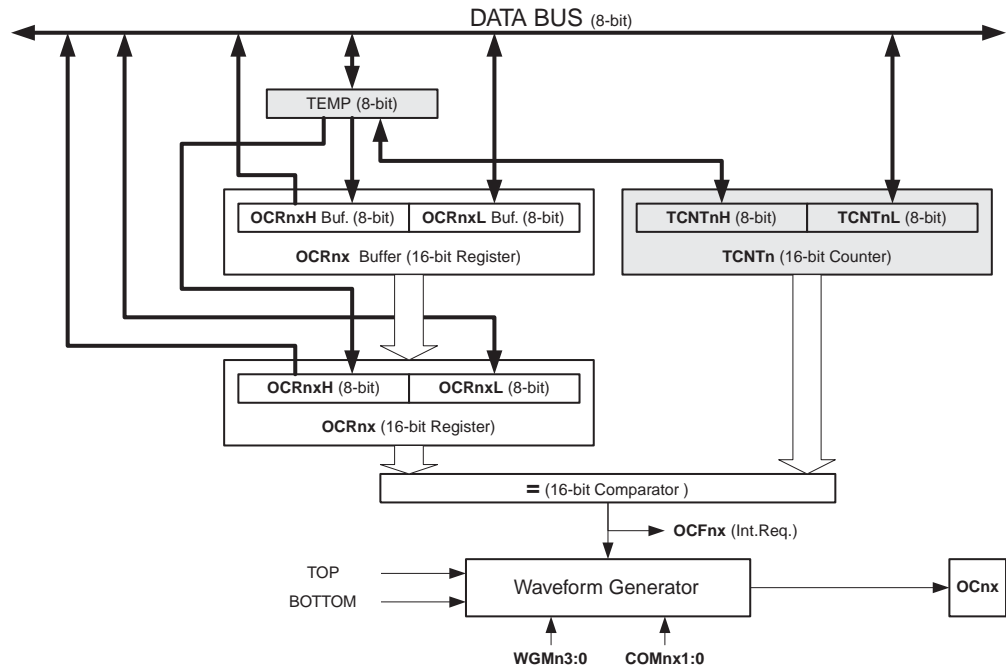 DATA BUS (8-bit)
TEMP (8-bit)
OCRnxH Buf. (8-bit)
OCRnxL Buf. (8-bit)
OCRnx Buffer (16-bit Register)
TCNTnH (8-bit)
TCNTnL (8-bit)
TCNTn (16-bit Counter)
OCRnxH (8-bit)
OCRnxL (8-bit)
OCRnx (16-bit Register)
= (16-bit Comparator )
OCFnx (Int.Req.)
TOP
BOTTOM
Waveform Generator
OCnx
WGMn3:0
COMnx1:0